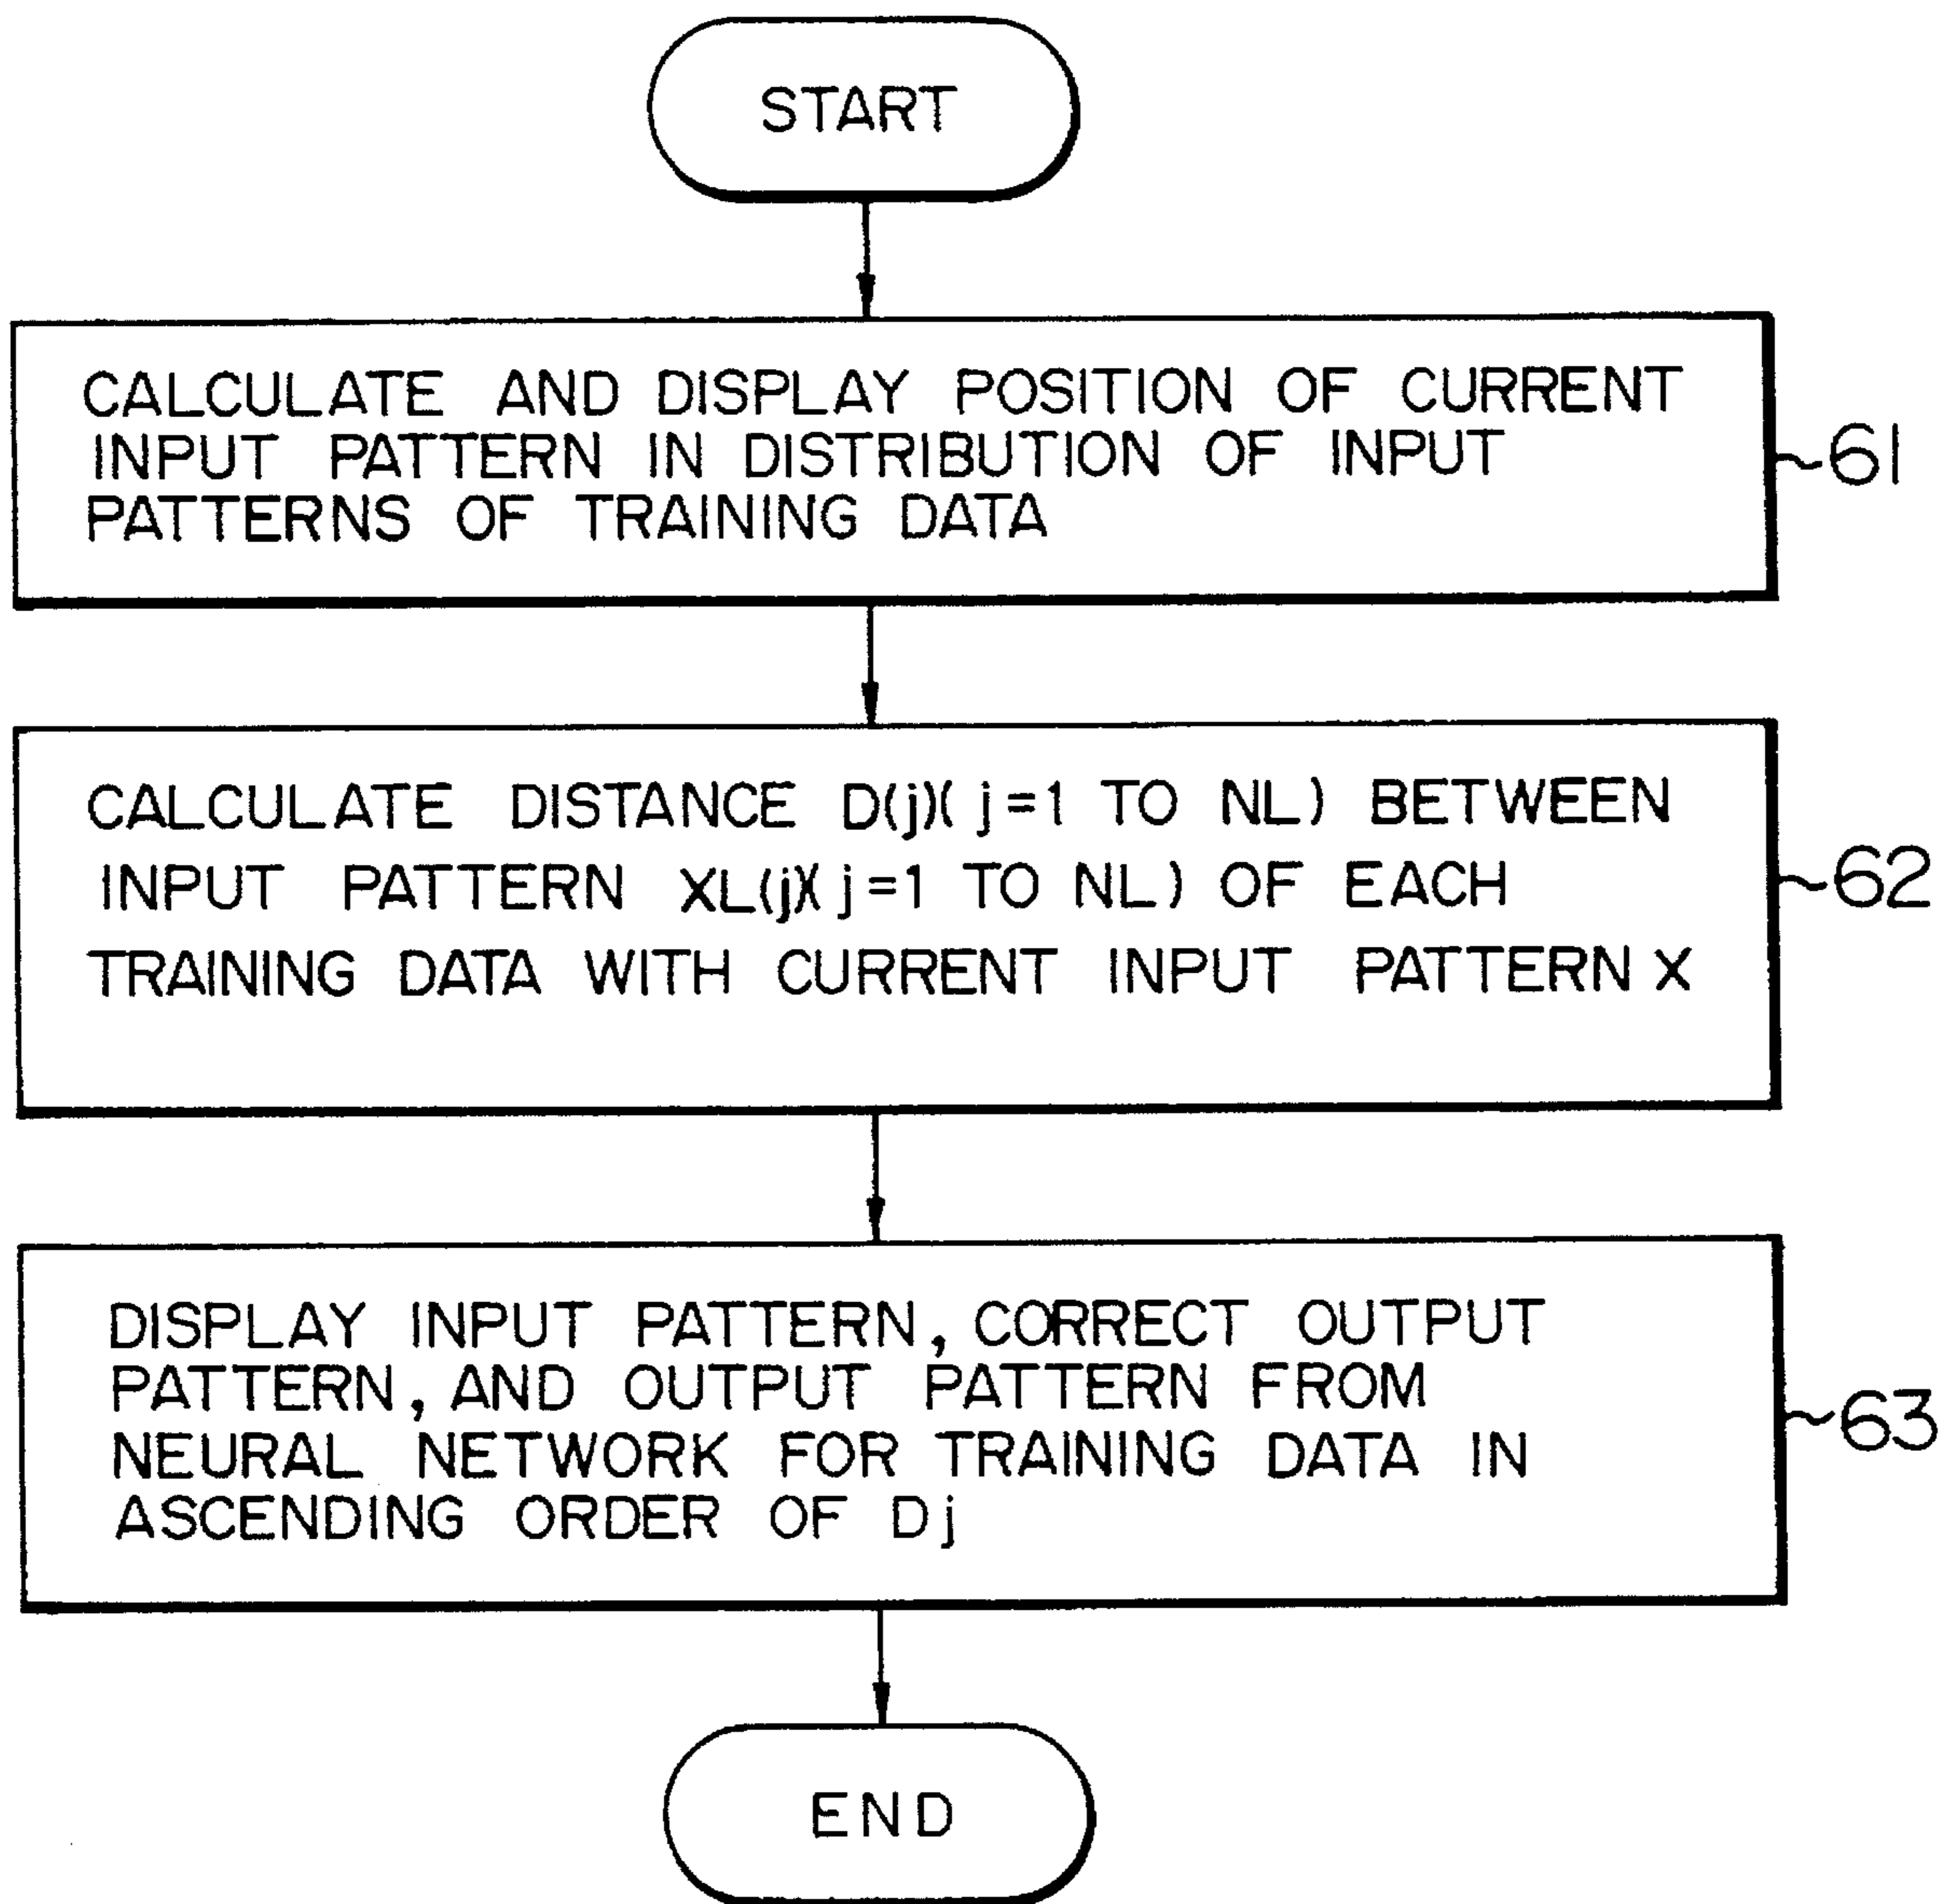 START
CALCULATE AND DISPLAY POSITION OF CURRENT
INPUT PATTERN IN DISTRIBUTION OF INPUT
PATTERNS OF TRAINING DATA
61
CALCULATE DISTANCE D(j)(j=1 TO NL) BETWEEN
INPUT PATTERN XL(j)(j=1 TO NL) OF EACH
TRAINING DATA WITH CURRENT INPUT PATTERN X
62
DISPLAY INPUT PATTERN, CORRECT OUTPUT
PATTERN, AND OUTPUT PATTERN FROM
NEURAL NETWORK FOR TRAINING DATA IN
ASCENDING ORDER OF Dj
63
END